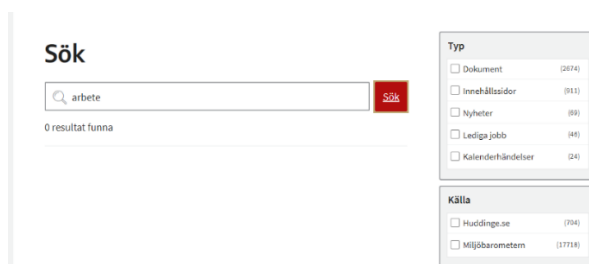 Sök
arbete
Sök
0 resultat funna
Typ
Dokument (2674)
Innehållssidor (911)
Nyheter (69)
Lediga jobb (46)
Kalenderhändelser (24)
Källa
Huddinge.se (704)
Miljöbarometern (17718)